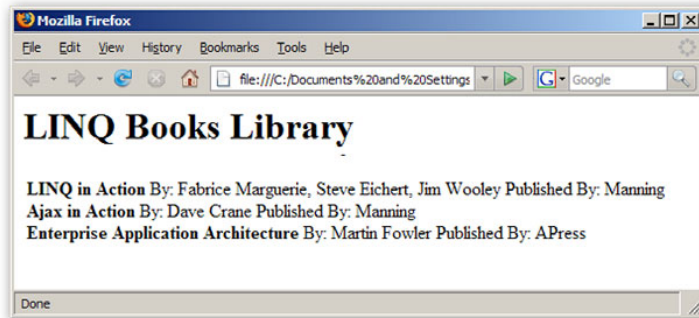 Mozilla Firefox
File Edit View History Bookmarks Tools Help
file:///C:/Documents%20and%20Settings G Google
LINQ Books Library
LINQ in Action By: Fabrice Marguerie, Steve Eichert, Jim Wooley Published By: Manning
Ajax in Action By: Dave Crane Published By: Manning
Enterprise Application Architecture By: Martin Fowler Published By: APress
Done